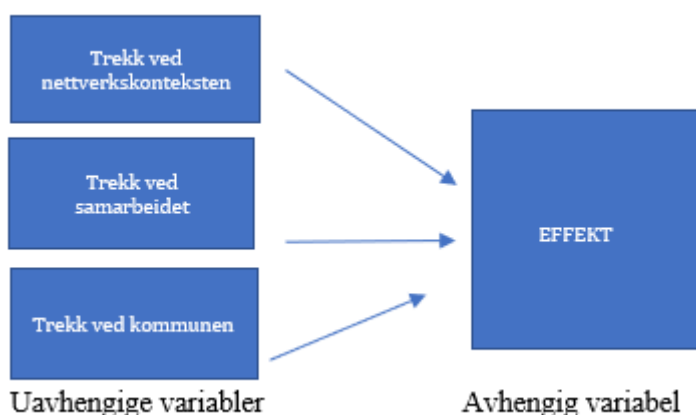 Trekk ved
nettverkskonteksten
Trekk ved
samarbeidet
Trekk ved kommunen
EFFEKT
Uavhengige variabler
Avhengig variabel